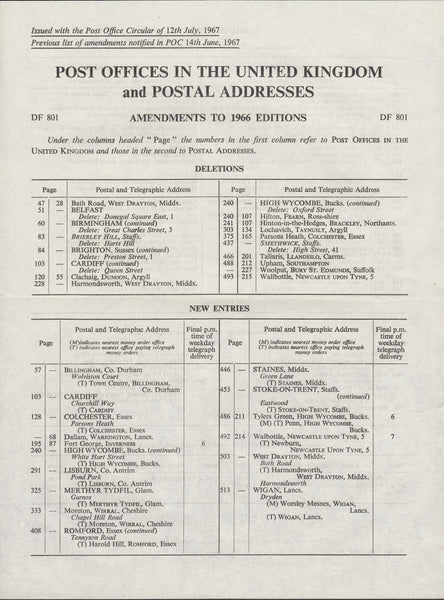 Issued with the Post Office Circular of 12th July, 1967
Previous list of amendments notified in POC 14th June, 1967
POST OFFICES IN THE UNITED KINGDOM
and POSTAL ADDRESSES
DF 801 AMENDMENTS TO 1966 EDITIONS DF 801
Under the columns headed "Page" the numbers in the first column refer to POST OFFICES IN THE
UNITED KINGDOM and those in the second to POSTAL ADDRESSES.
DELETIONS
Page Postal and Telegraphic Address
47 28 Bath Road, WEST DRAYTON, Middx.
51 — BELFAST
Delete: Donegal Square East, 1
60 — BIRMINGHAM (continued)
Delete: Great Charles Street, 3
83 — BRIERLEY HILL, Staffs.
Delete: Harts Hill
84 — BRIGHTON, Sussex (continued)
Delete: Preston Street, 1
103 — CARDIFF (continued)
Delete: Queen Street
120 55 Clachaig, DUNOON, Argyll
228 — Harmondsworth, WEST DRAYTON, Middx.
Page Postal and Telegraphic Address
240 — HIGH WYCOMBE, Bucks. (continued)
Delete: Oxford Street
240 107 Hilton, FEARN, Ross-shire
241 107 Hinton-in-the-Hedges, BRACKLEY, Northants.
303 134 Lochavich, TAYNUILT, Argyll
375 165 Parsons Heath, COLCHESTER, Essex
437 — SMETHWICK, Staffs.
Delete: High Street, 41
466 201 Taliaris, LLANDEILO, Carms.
488 212 Upham, SOUTHAMPTON
— 227 Woolpit, BURY ST. EDMUNDS, Suffolk
493 215 Walbottle, NEWCASTLE UPON TYNE, 5
NEW ENTRIES
Page
Postal and Telegraphic Address
(M) indicates nearest money order office
(T) indicates nearest office paying telegraph
money orders
Final p.m.
time of
weekday
telegraph
delivery
57 — BILLINGHAM, Co. Durham
Wolviston Court
(T) Town Centre, BILLINGHAM,
Co. Durham
103 — CARDIFF
Churchill Way
(T) CARDIFF
128 — COLCHESTER, Essex
Parsons Heath
(T) COLCHESTER, Essex
— 68 Dallam, WARRINGTON, Lancs.
195 87 Fort George, INVERNESS 6
240 — HIGH WYCOMBE, Bucks. (continued)
White Hart Street
(T) HIGH WYCOMBE, Bucks.
291 — LISBURN, Co. Antrim
Pond Park
(T) LISBURN, Co. Antrim
325 — MERTHYR TYDFIL, Glam.
Gurnos
(T) MERTHYR TYDFIL, Glam.
333 — Moreton, WIRRAL, Cheshire
Chapel Hill Road
(T) Moreton, WIRRAL, Cheshire
408 — ROMFORD, Essex (continued)
Tennyson Road
(T) Harold Hill, ROMFORD, Essex
Page
Postal and Telegraphic Address
(M) indicates nearest money order office
(T) indicates nearest office paying telegraph
money orders
Final p.m.
time of
weekday
telegraph
delivery
446 — STAINES, Middx.
Green Lane
(T) STAINES, Middx.
453 — STOKE-ON-TRENT, Staffs.
(continued)
Eastwood
(T) STOKE-ON-TRENT, Staffs.
486 211 Tylers Green, HIGH WYCOMBE, Bucks. 6
(M) (T) Penn, HIGH WYCOMBE,
Bucks.
492 214 Walbottle, NEWCASTLE UPON TYNE, 5 7
(T) Newburn,
NEWCASTLE UPON TYNE, 5
503 — WEST DRAYTON, Middx.
Bath Road
(T) Harmondsworth,
WEST DRAYTON, Middx.
Harmondsworth
513 — WIGAN, Lancs.
Dryden
(M) Worsley Mesnes, WIGAN,
Lancs.
(T) WIGAN, Lancs.